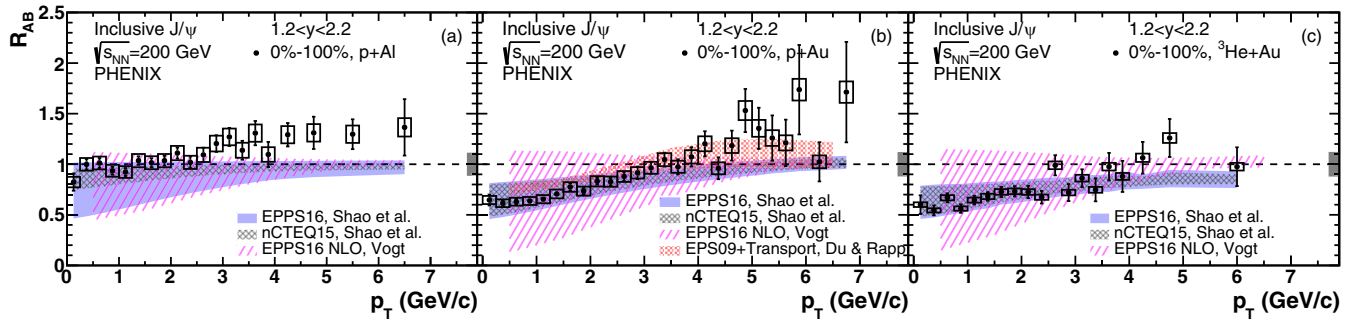 R_AB
2.5
2
1.5
1
0.5
0
Inclusive J/ψ 1.2<y<2.2 (a)
√s_NN=200 GeV • 0%-100%, p+Al
PHENIX
EPPS16, Shao et al.
nCTEQ15, Shao et al.
EPPS16 NLO, Vogt
0 1 2 3 4 5 6 7
p_T (GeV/c)
Inclusive J/ψ 1.2<y<2.2 (b)
√s_NN=200 GeV • 0%-100%, p+Au
PHENIX
EPPS16, Shao et al.
nCTEQ15, Shao et al.
EPPS16 NLO, Vogt
EPS09+Transport, Du & Rapp
0 1 2 3 4 5 6 7
p_T (GeV/c)
Inclusive J/ψ 1.2<y<2.2 (c)
√s_NN=200 GeV • 0%-100%, ³He+Au
PHENIX
EPPS16, Shao et al.
nCTEQ15, Shao et al.
EPPS16 NLO, Vogt
0 1 2 3 4 5 6 7
p_T (GeV/c)